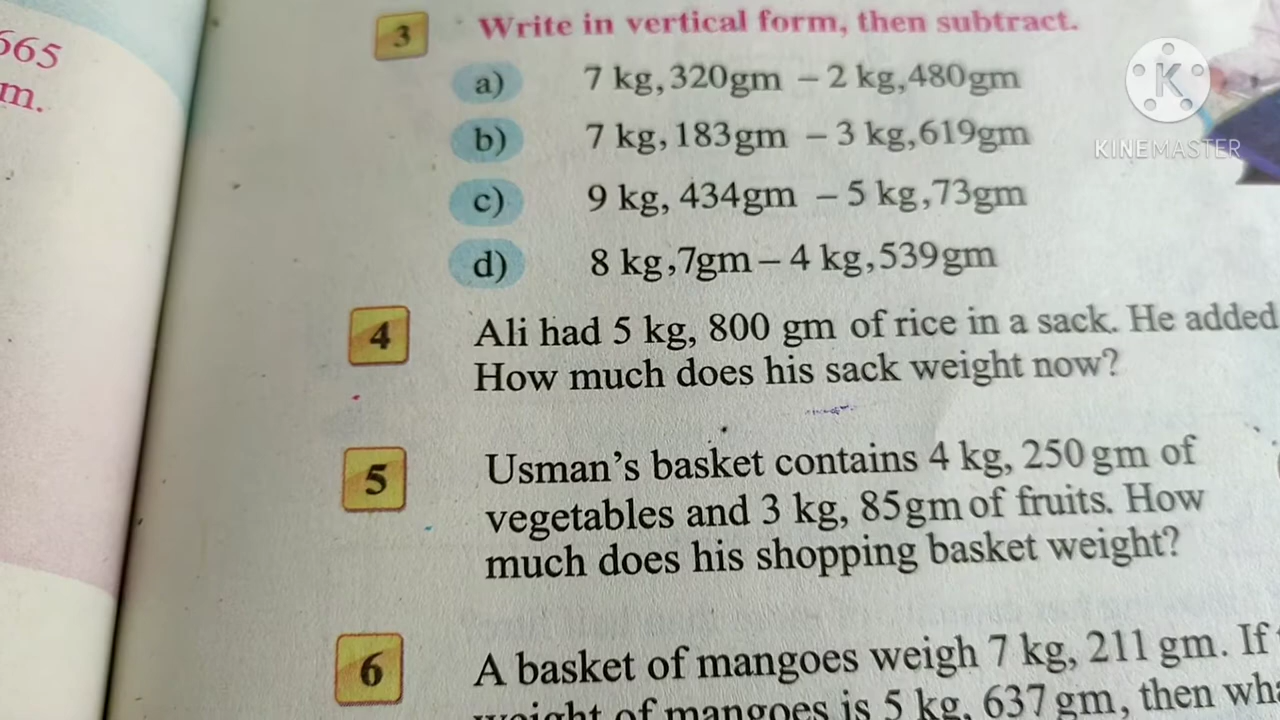 665
m.
3 Write in vertical form, then subtract.
a) 7 kg, 320gm – 2 kg,480gm
b) 7 kg, 183gm – 3 kg,619gm
c) 9 kg, 434gm – 5 kg,73gm
d) 8 kg,7gm – 4 kg,539gm
4 Ali had 5 kg, 800 gm of rice in a sack. He added
How much does his sack weight now?
5 Usman's basket contains 4 kg, 250 gm of
vegetables and 3 kg, 85gm of fruits. How
much does his shopping basket weight?
6 A basket of mangoes weigh 7 kg, 211 gm. If
weight of mangoes is 5 kg, 637 gm, then
K
KINEMASTER